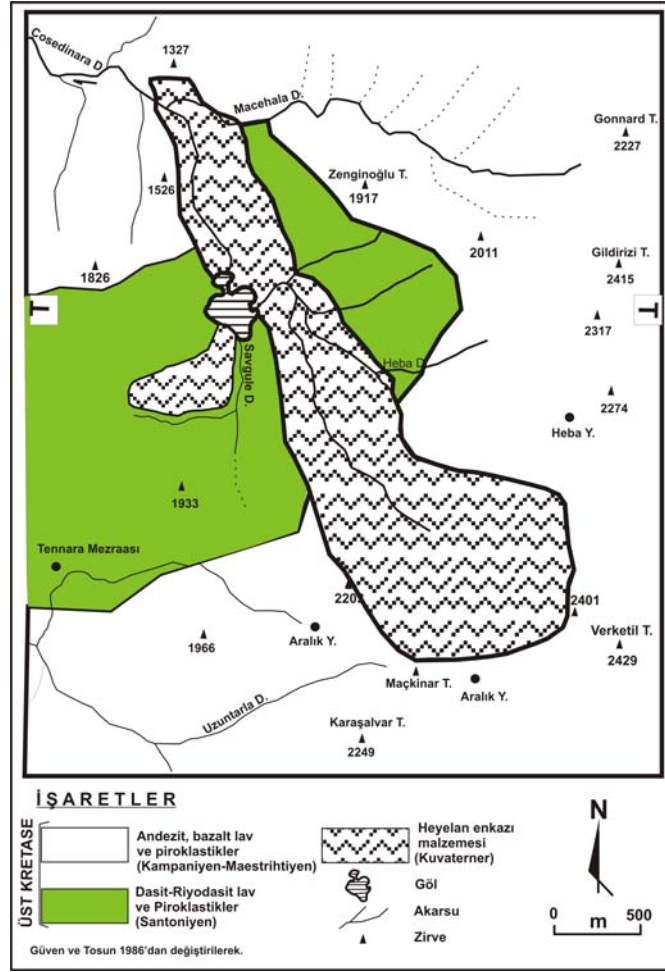 Cosedinara D.
1327
Macehala D.
Gonnard T.
2227
1526
Zenginoğlu T.
1917
2011
Gildirizi T.
2415
1826
T
T
2317
Heba D.
Savgule D.
2274
Heba Y.
1933
Tennara Mezraası
2401
1966
Aralık Y.
Verketil T.
2429
Maçkinar T.
Aralık Y.
Uzuntarla D.
Karaşalvar T.
2249
İŞARETLER
ÜST KRETASE
Andezit, bazalt lav
ve piroklastikler
(Kampaniyen-Maestrihtiyen)
Dasit-Riyodasit lav
ve Piroklastikler
(Santoniyen)
Heyelan enkazı
malzemesi
(Kuvaterner)
Göl
Akarsu
Zirve
N
0 500
m
Güven ve Tosun 1986'dan değiştirilerek.